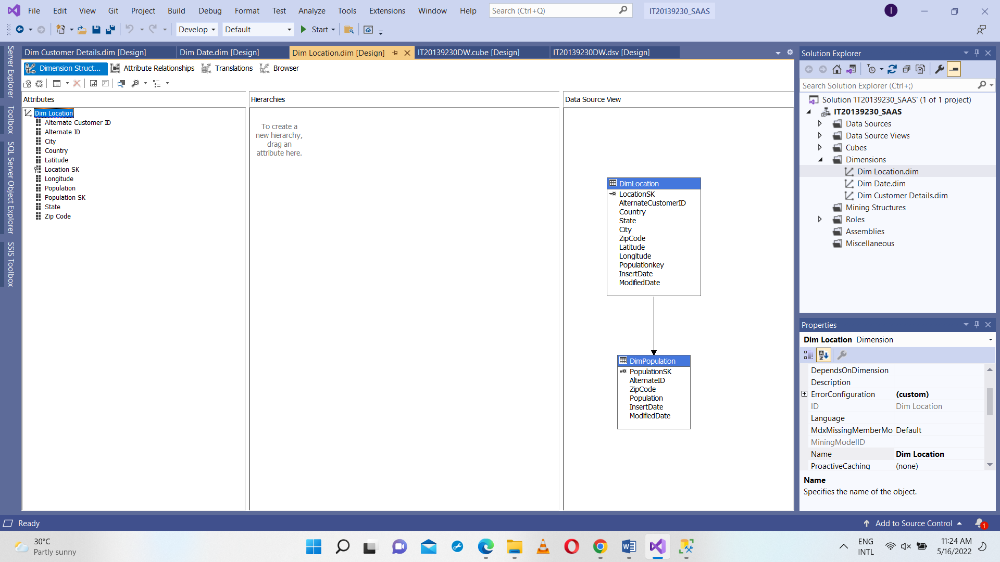 File Edit View Git Project Build Debug Format Test Analyze Tools Extensions Window Help Search (Ctrl+Q) IT20139230_SAAS I
Develop Default Start
Server Explorer
Toolbox
SQL Server Object Explorer
SSIS Toolbox
Dim Customer Details.dim [Design] Dim Date.dim [Design] Dim Location.dim [Design] IT20139230DW.cube [Design] IT20139230DW.dsv [Design]
Dimension Struct... Attribute Relationships Translations Browser
Attributes
Dim Location
Alternate Customer ID
Alternate ID
City
Country
Latitude
Location SK
Longitude
Population
Population SK
State
Zip Code
Hierarchies
To create a
new hierarchy,
drag an
attribute here.
Data Source View
DimLocation
LocationSK
AlternateCustomerID
Country
State
City
ZipCode
Latitude
Longitude
Populationkey
InsertDate
ModifiedDate
DimPopulation
PopulationSK
AlternateID
ZipCode
Population
InsertDate
ModifiedDate
Solution Explorer
Search Solution Explorer (Ctrl+;)
Solution 'IT20139230_SAAS' (1 of 1 project)
IT20139230_SAAS
Data Sources
Data Source Views
Cubes
Dimensions
Dim Location.dim
Dim Date.dim
Dim Customer Details.dim
Mining Structures
Roles
Assemblies
Miscellaneous
Properties
Dim Location Dimension
DependsOnDimension
Description
ErrorConfiguration (custom)
ID Dim Location
Language
MdxMissingMemberMo Default
MiningModelID
Name Dim Location
ProactiveCaching (none)
Name
Specifies the name of the object.
Ready
Add to Source Control 1
30°C
Partly sunny
ENG
INTL
11:24 AM
5/16/2022